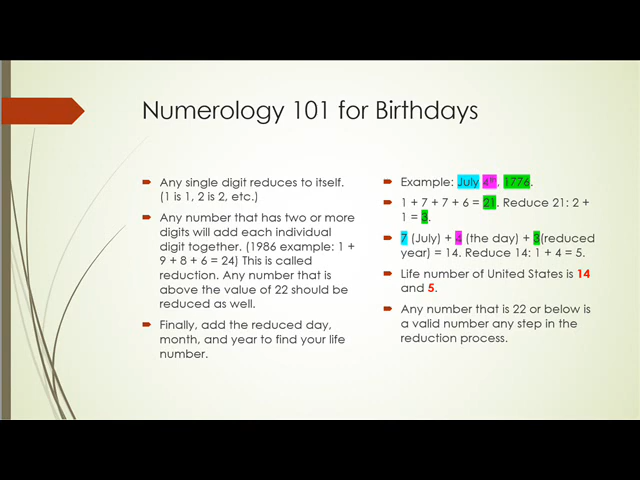 Numerology 101 for Birthdays
Any single digit reduces to itself.
(1 is 1, 2 is 2, etc.)
Any number that has two or more
digits will add each individual
digit together. (1986 example: 1 +
9 + 8 + 6 = 24) This is called
reduction. Any number that is
above the value of 22 should be
reduced as well.
Finally, add the reduced day,
month, and year to find your life
number.
Example: July 4th, 1776.
1 + 7 + 7 + 6 = 21. Reduce 21: 2 +
1 = 3.
7 (July) + 4 (the day) + 3(reduced
year) = 14. Reduce 14: 1 + 4 = 5.
Life number of United States is 14
and 5.
Any number that is 22 or below is
a valid number any step in the
reduction process.